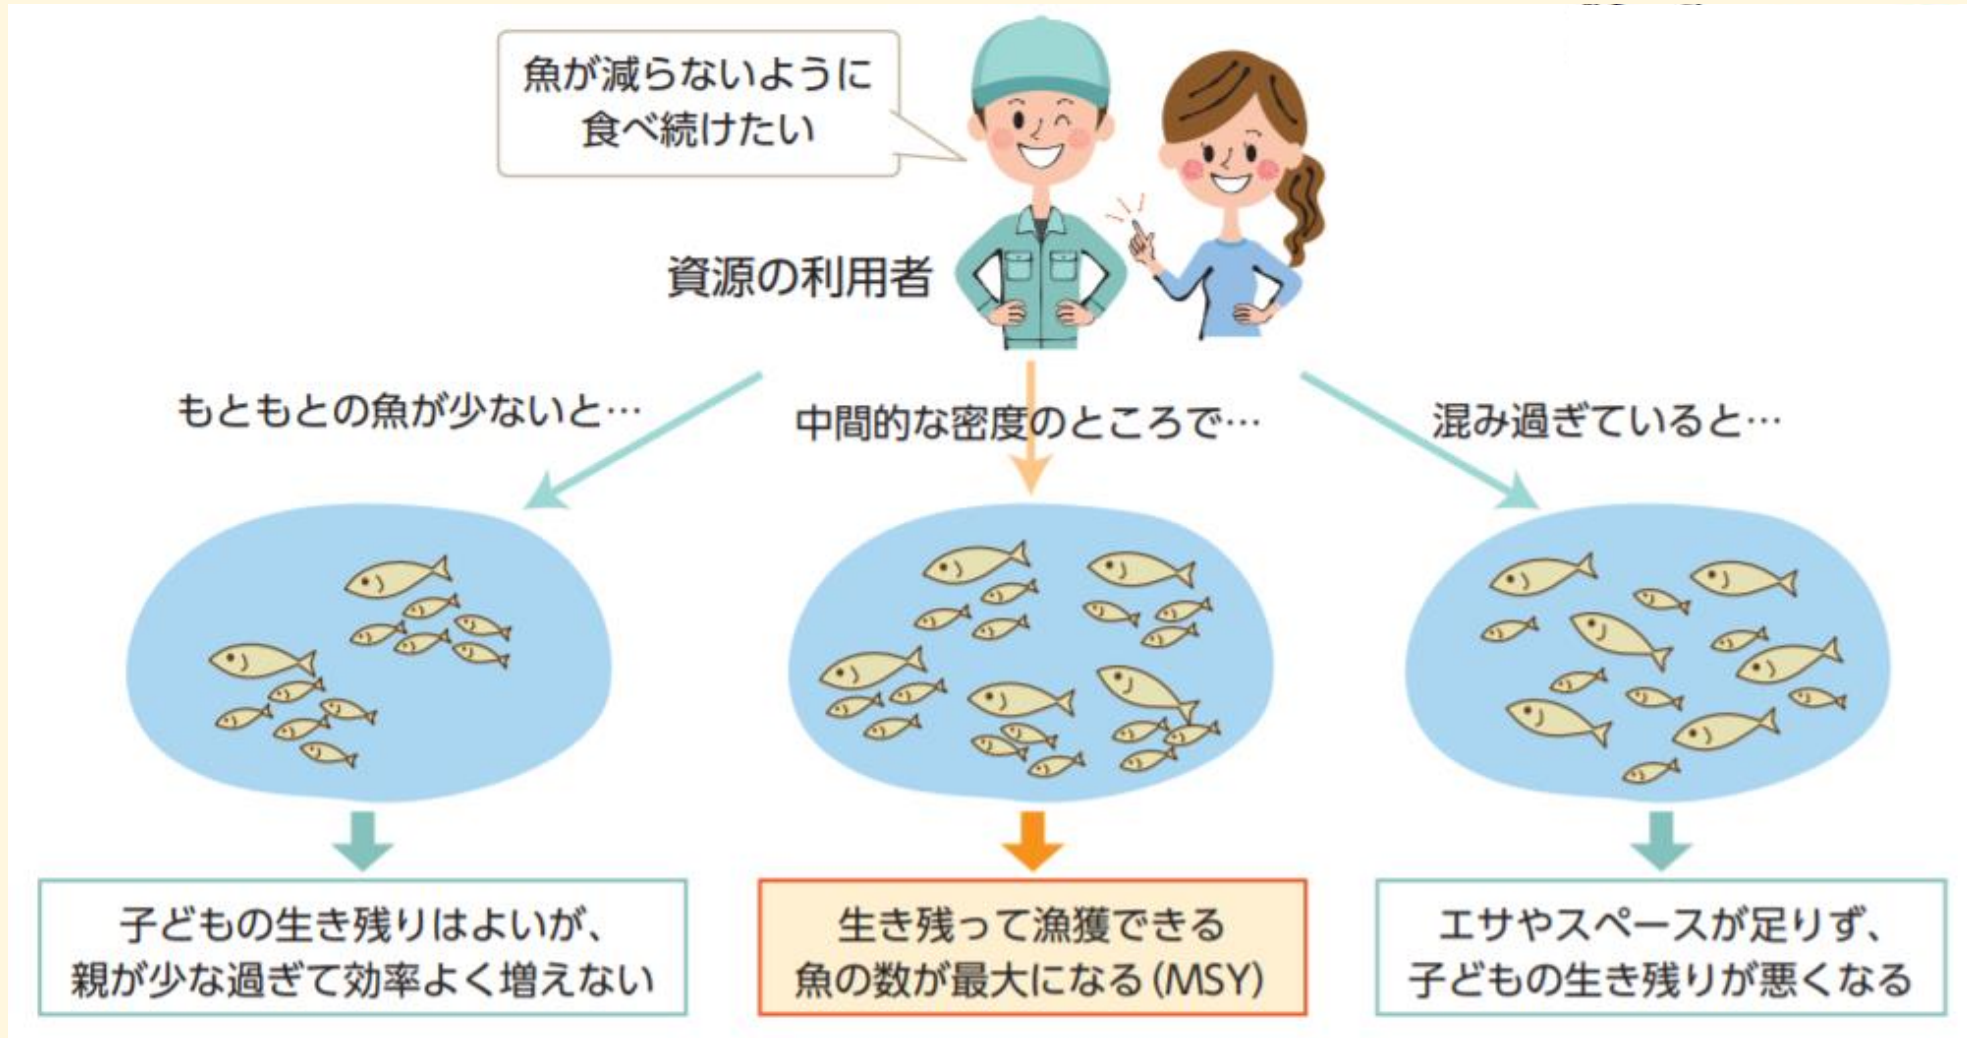 魚が減らないように
食べ続けたい
資源の利用者
もともとの魚が少ないと…
中間的な密度のところで…
混み過ぎていると…
子どもの生き残りはよいが、
親が少な過ぎて効率よく増えない
生き残って漁獲できる
魚の数が最大になる(MSY)
エサやスペースが足りず、
子どもの生き残りが悪くなる